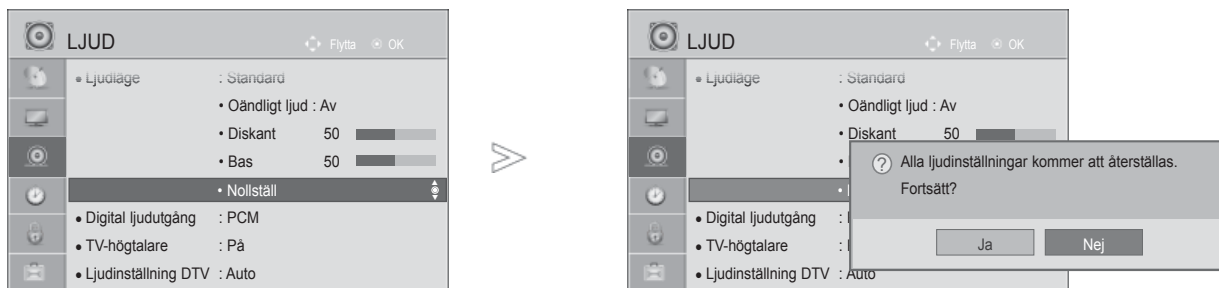 LJUD Flytta OK
• Ljudläge : Standard
• Oändligt ljud : Av
• Diskant 50
• Bas 50
• Nollställ
• Digital ljudutgång : PCM
• TV-högtalare : På
• Ljudinställning DTV : Auto
LJUD Flytta OK
• Ljudläge : Standard
• Oändligt ljud : Av
• Diskant 50
? Alla ljudinställningar kommer att återställas.
Fortsätt?
• Digital ljudutgång :
• TV-högtalare :
Ja Nej
• Ljudinställning DTV : Auto